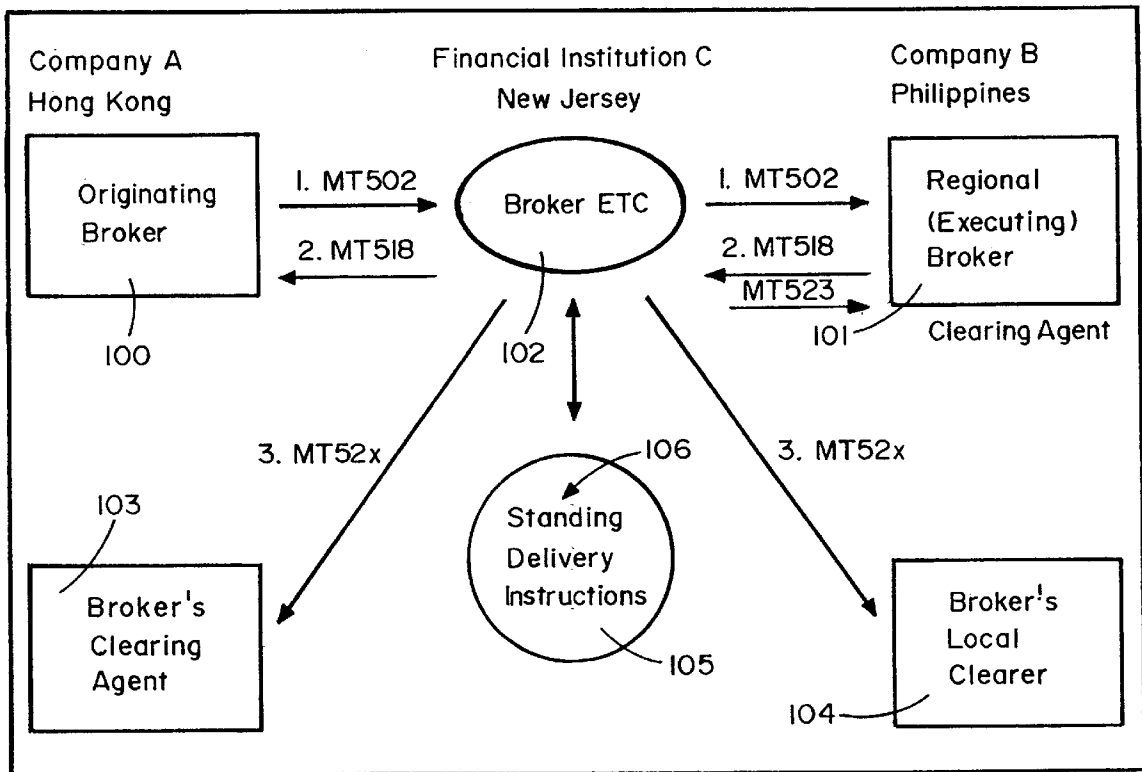 Company A
Hong Kong
Financial Institution C
New Jersey
Company B
Philippines
Originating
Broker
1. MT502
2. MT518
Broker ETC
1. MT502
2. MT518
MT523
Regional
(Executing)
Broker
100
102
101
Clearing Agent
3. MT52x
3. MT52x
106
103
Standing
Delivery
Instructions
105
Broker's
Clearing
Agent
Broker's
Local
Clearer
104